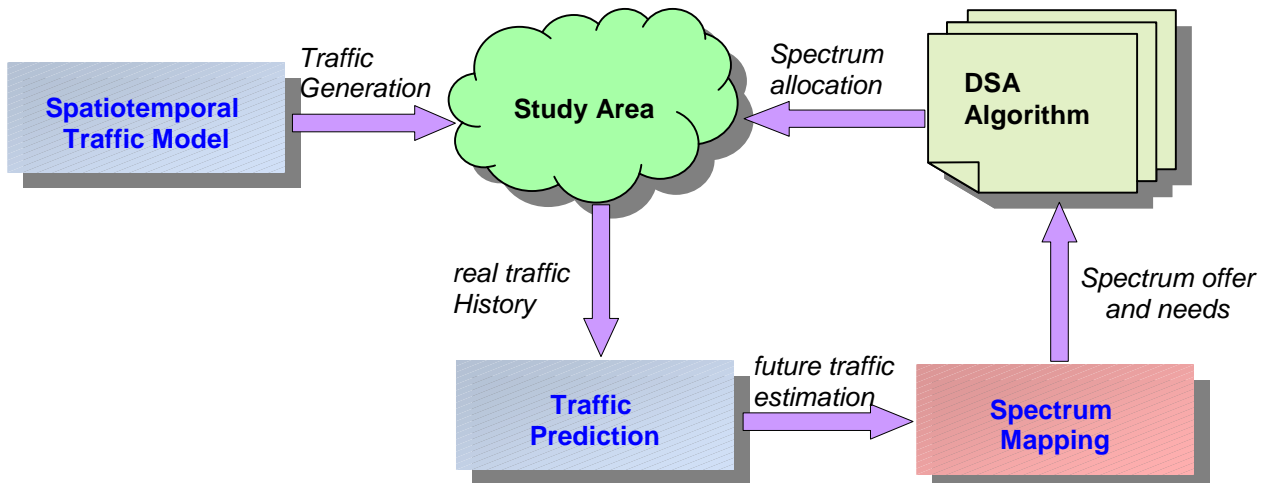 Traffic
Generation
Spatiotemporal
Traffic Model
Study Area
Spectrum
allocation
DSA
Algorithm
real traffic
History
Spectrum offer
and needs
Traffic
Prediction
future traffic
estimation
Spectrum
Mapping